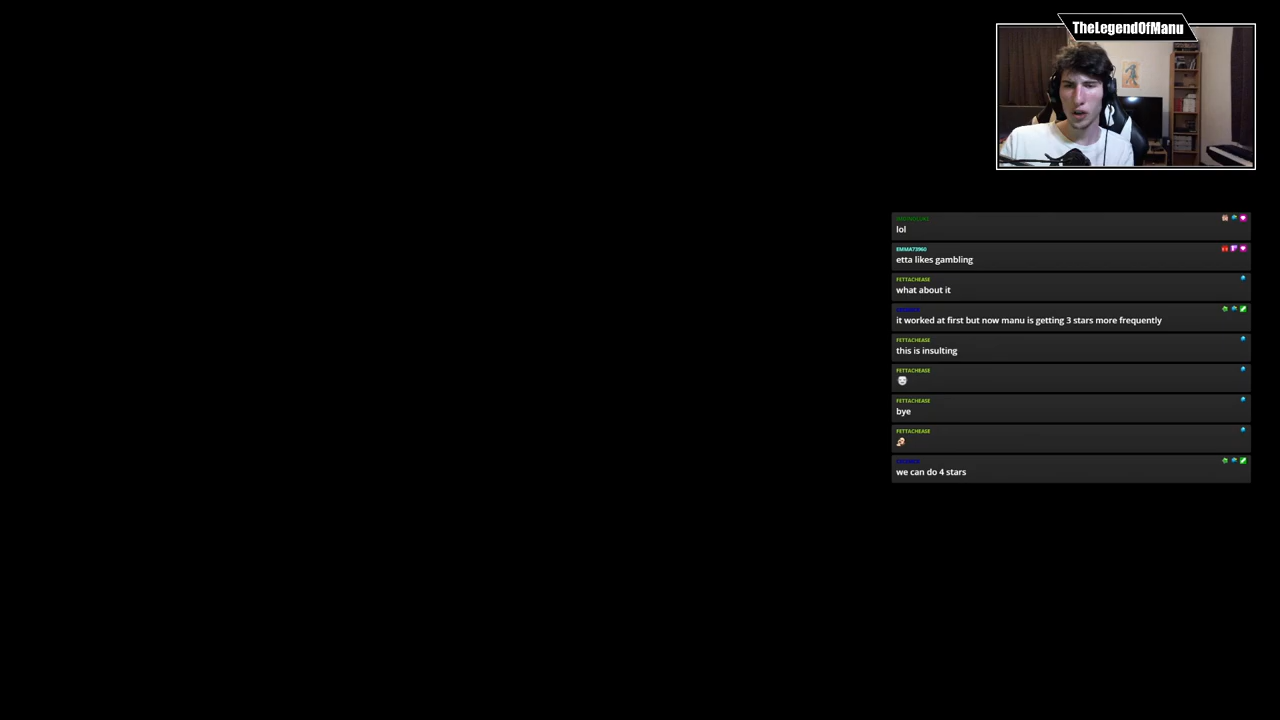 TheLegendOfManu
lol
EMMA73960
etta likes gambling
FETTACHEASE
what about it
it worked at first but now manu is getting 3 stars more frequently
FETTACHEASE
this is insulting
FETTACHEASE
FETTACHEASE
bye
FETTACHEASE
we can do 4 stars